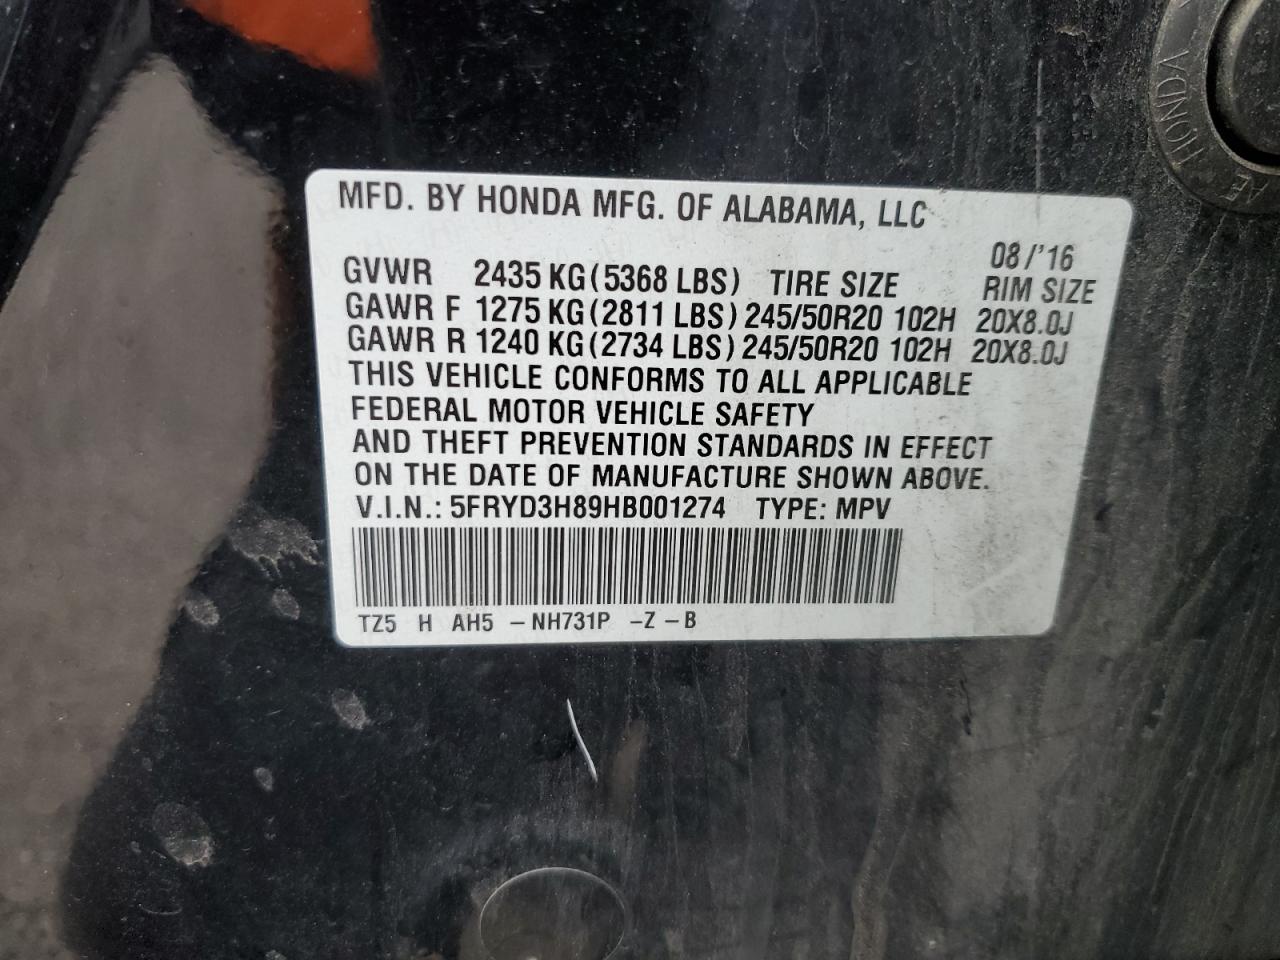 MFD. BY HONDA MFG. OF ALABAMA, LLC
08/'16
GVWR 2435 KG(5368 LBS) TIRE SIZE RIM SIZE
GAWR F 1275 KG(2811 LBS) 245/50R20 102H 20X8.0J
GAWR R 1240 KG(2734 LBS) 245/50R20 102H 20X8.0J
THIS VEHICLE CONFORMS TO ALL APPLICABLE
FEDERAL MOTOR VEHICLE SAFETY
AND THEFT PREVENTION STANDARDS IN EFFECT
ON THE DATE OF MANUFACTURE SHOWN ABOVE.
V.I.N.: 5FRYD3H89HB001274 TYPE: MPV
TZ5 H AH5 -NH731P -Z-B
HONDA